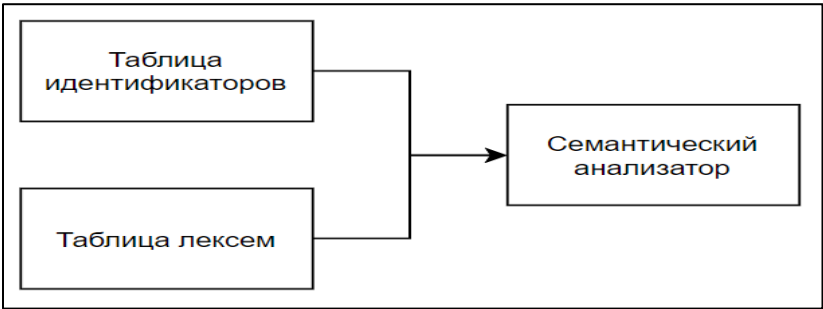 Таблица
идентификаторов
Семантический
анализатор
Таблица лексем